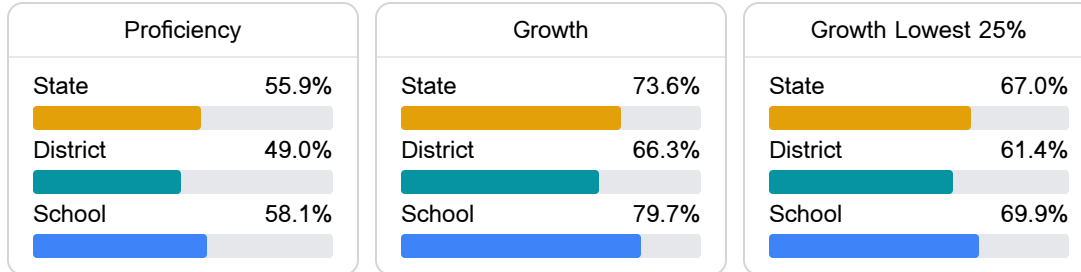 Proficiency
State 55.9%
District 49.0%
School 58.1%
Growth
State 73.6%
District 66.3%
School 79.7%
Growth Lowest 25%
State 67.0%
District 61.4%
School 69.9%